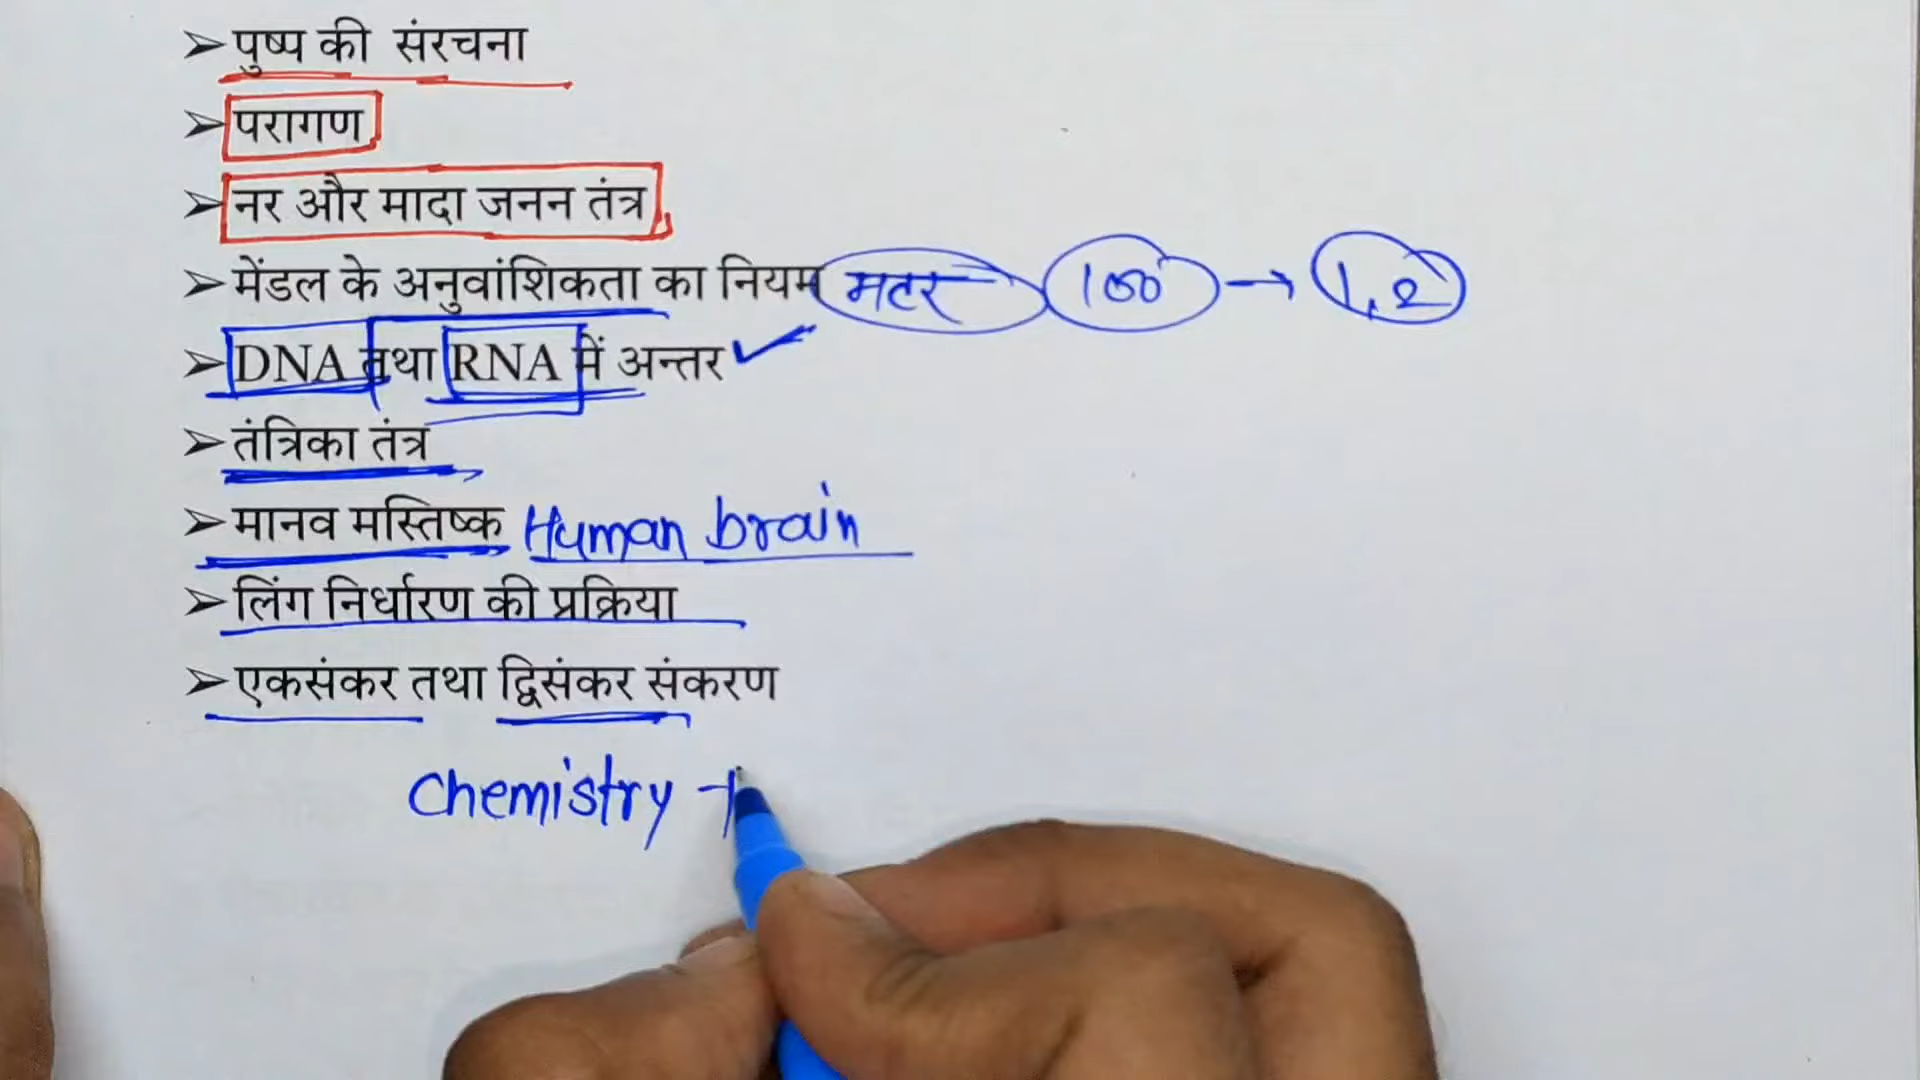 ➢ पुष्प की संरचना
➢ परागण
➢ नर और मादा जनन तंत्र
➢ मेंडल के अनुवांशिकता का नियम मटर 100 → 1, 2
➢ DNA तथा RNA में अन्तर ✓
➢ तंत्रिका तंत्र
➢ मानव मस्तिष्क Human brain
➢ लिंग निर्धारण की प्रक्रिया
➢ एकसंकर तथा द्विसंकर संकरण
Chemistry